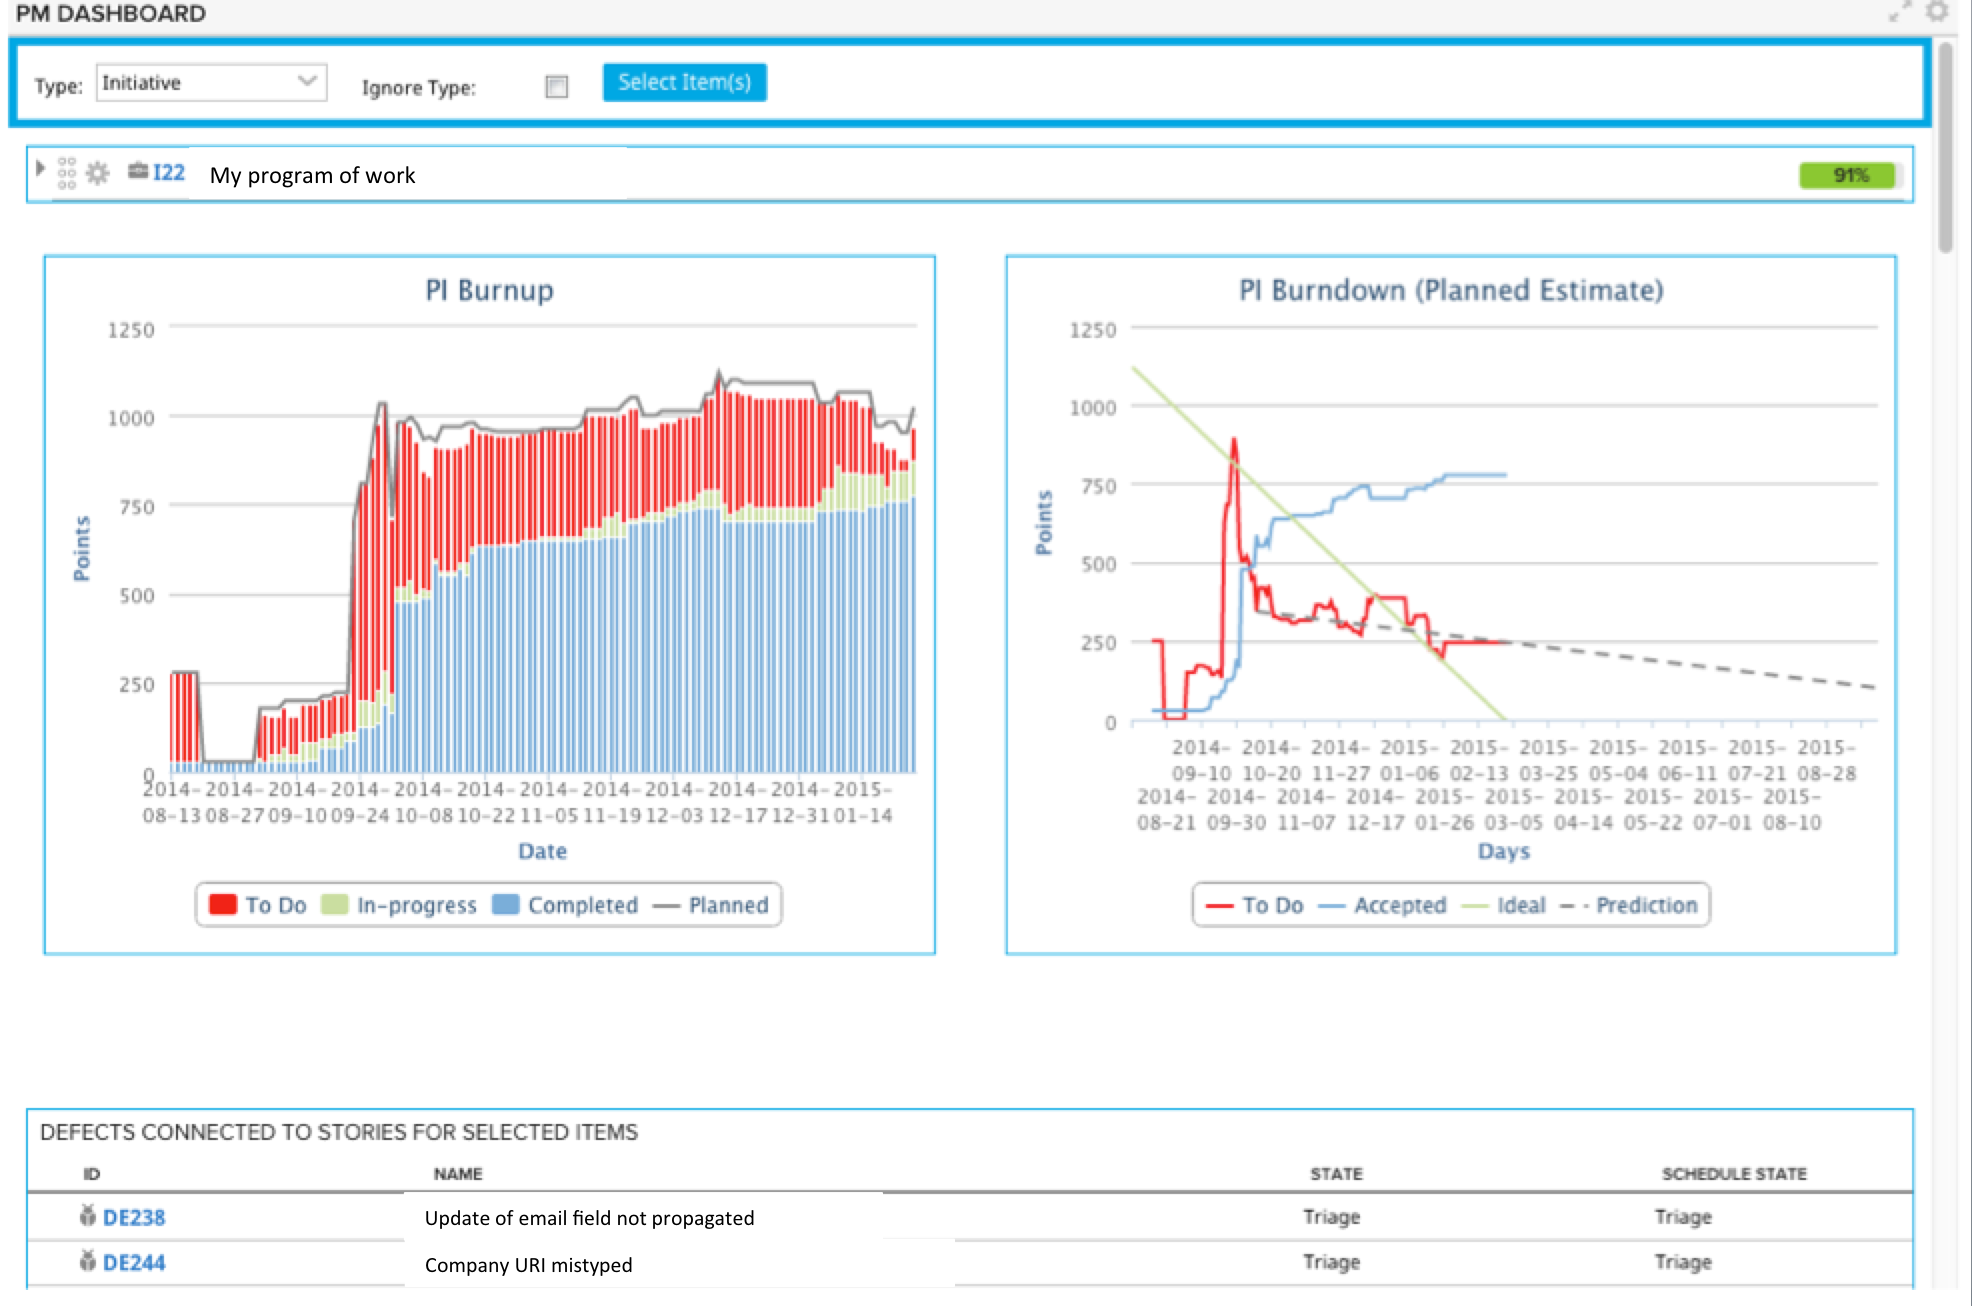 PM DASHBOARD
Type: Initiative Ignore Type: Select Item(s)
I22 My program of work 91%
PI Burnup
1250
1000
750
500
250
0
Points
2014- 2014- 2014- 2014- 2014- 2014- 2014- 2014- 2014- 2014- 2014- 2015-
08-13 08-27 09-10 09-24 10-08 10-22 11-05 11-19 12-03 12-17 12-31 01-14
Date
To Do In-progress Completed Planned
PI Burndown (Planned Estimate)
1250
1000
750
500
250
0
Points
2014- 2014- 2014- 2015- 2015- 2015- 2015- 2015- 2015- 2015-
09-10 10-20 11-27 01-06 02-13 03-25 05-04 06-11 07-21 08-28
2014- 2014- 2014- 2014- 2015- 2015- 2015- 2015- 2015- 2015-
08-21 09-30 11-07 12-17 01-26 03-05 04-14 05-22 07-01 08-10
Days
To Do Accepted Ideal Prediction
DEFECTS CONNECTED TO STORIES FOR SELECTED ITEMS
ID NAME STATE SCHEDULE STATE
DE238 Update of email field not propagated Triage Triage
DE244 Company URI mistyped Triage Triage